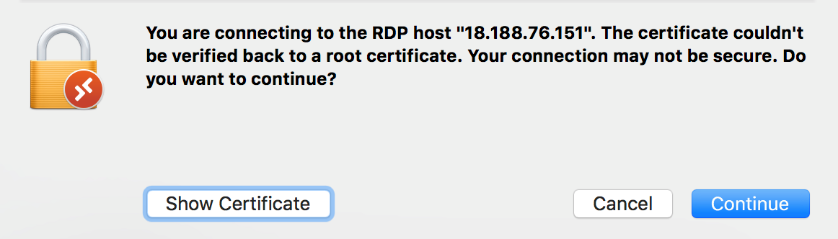 You are connecting to the RDP host "18.188.76.151". The certificate couldn't
be verified back to a root certificate. Your connection may not be secure. Do
you want to continue?
Show Certificate
Cancel
Continue